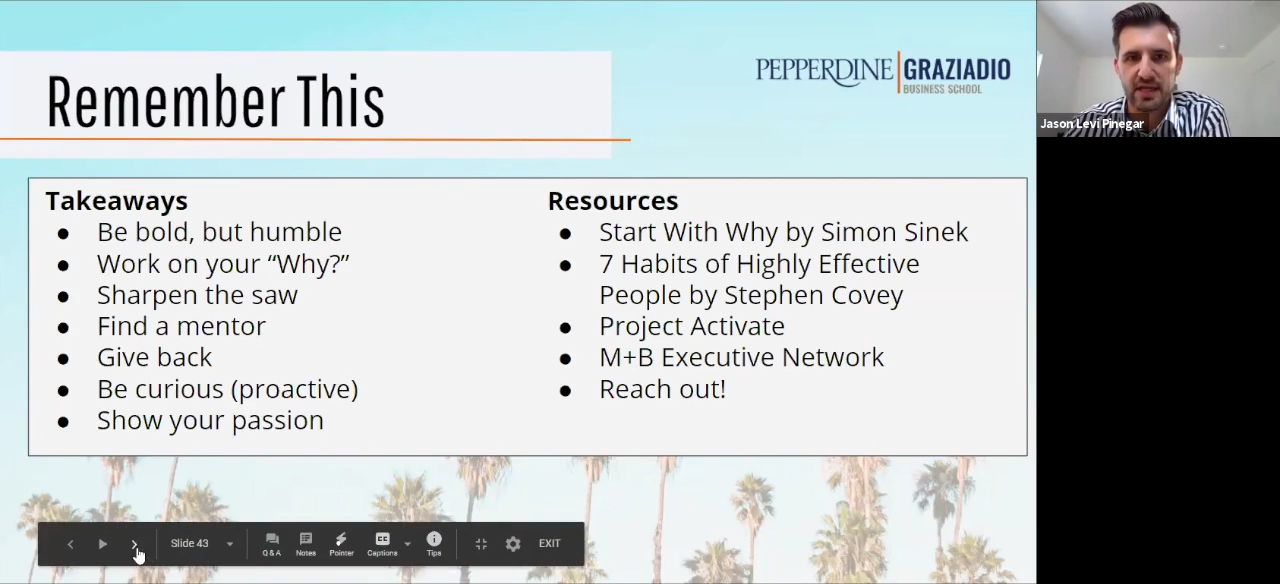 Remember This
PEPPERDINE GRAZIADIO
BUSINESS SCHOOL
Jason Levi Pinegar
Takeaways
● Be bold, but humble
● Work on your “Why?”
● Sharpen the saw
● Find a mentor
● Give back
● Be curious (proactive)
● Show your passion
Resources
● Start With Why by Simon Sinek
● 7 Habits of Highly Effective
People by Stephen Covey
● Project Activate
● M+B Executive Network
● Reach out!
Slide 43
Q & A
Notes
Pointer
Captions
Tips
EXIT